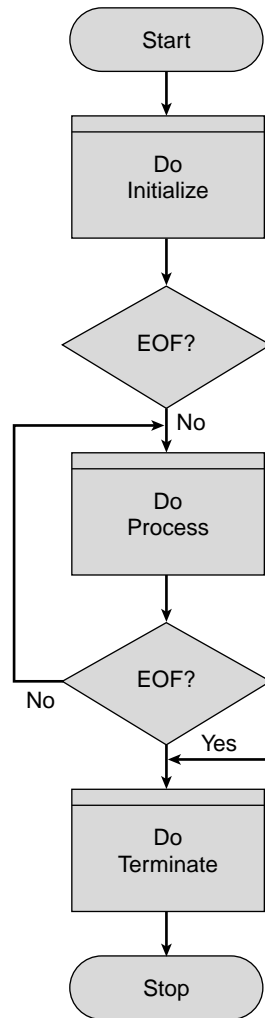 Start
Do
Initialize
EOF?
No
Do
Process
EOF?
No
Yes
Do
Terminate
Stop